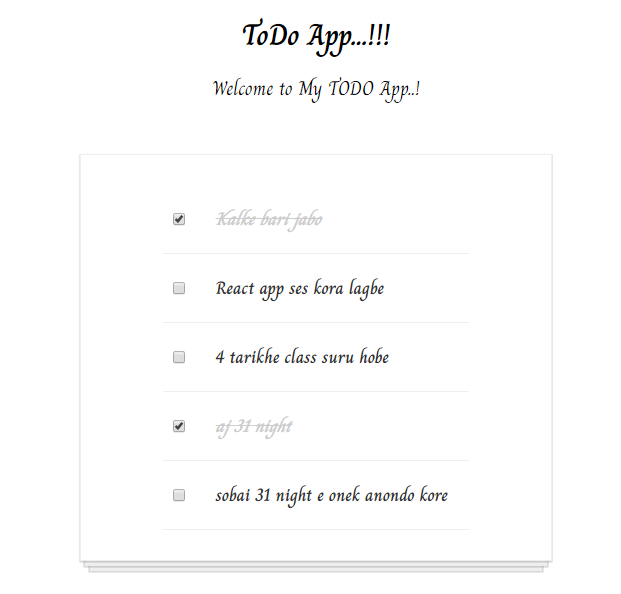 ToDo App...!!!
Welcome to My TODO App..!
Kalke bari jabo
React app ses kora lagbe
4 tarikhe class suru hobe
aj 31 night
sobai 31 night e onek anondo kore